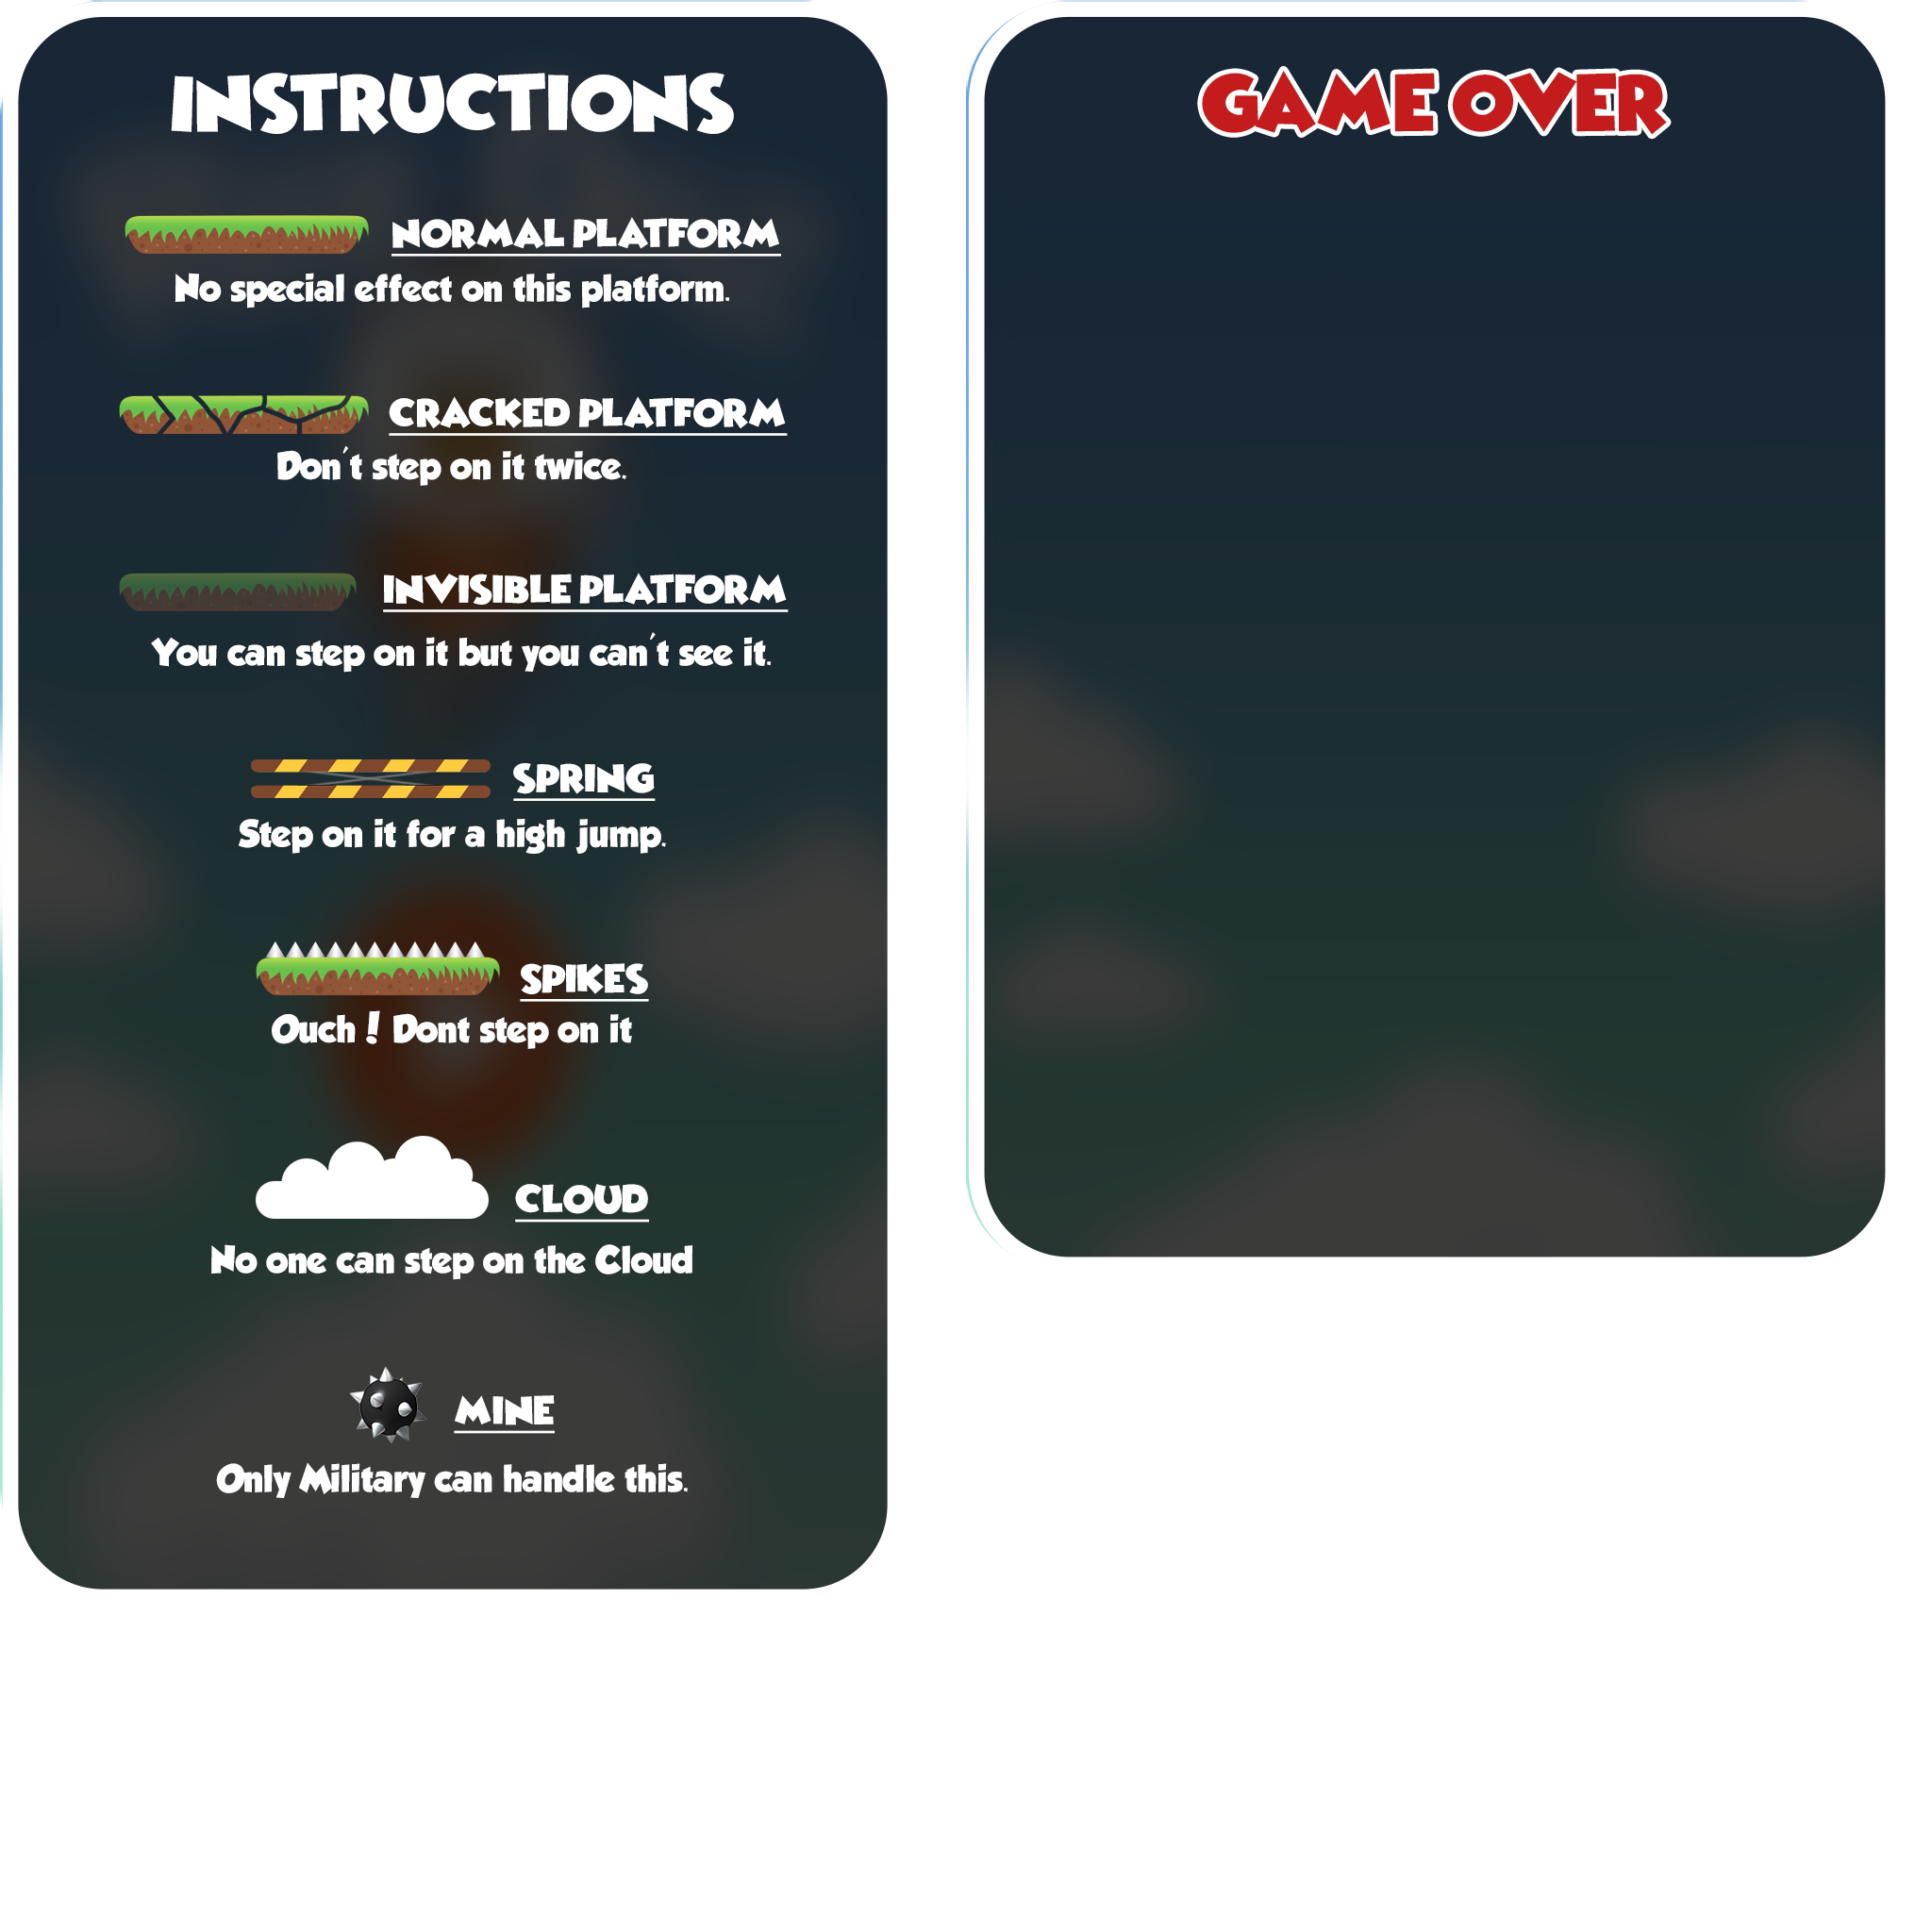 INSTRUCTIONS
NORMAL PLATFORM
No special effect on this platform.
CRACKED PLATFORM
Don't step on it twice.
INVISIBLE PLATFORM
You can step on it but you can't see it.
SPRING
Step on it for a high jump.
SPIKES
Ouch ! Dont step on it
CLOUD
No one can step on the Cloud
MINE
Only Military can handle this.
GAME OVER